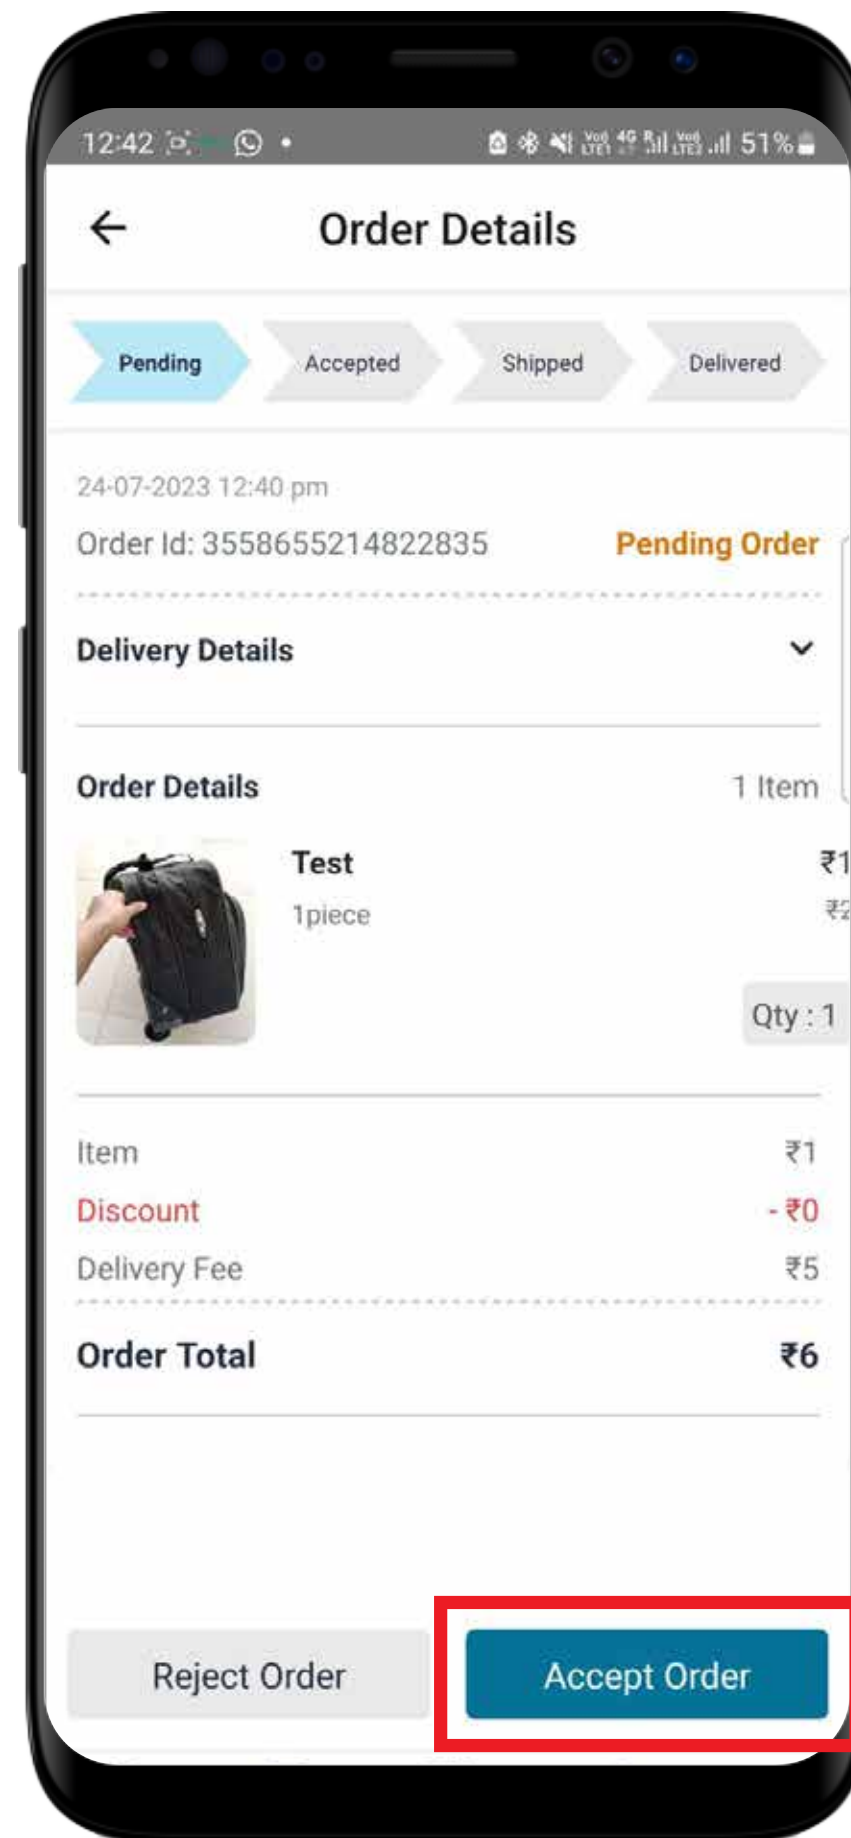 12:42
51%
Order Details
Pending Accepted Shipped Delivered
24-07-2023 12:40 pm
Order Id: 3558655214822835 Pending Order
Delivery Details
Order Details 1 Item
Test ₹1
1piece ₹2
Qty : 1
Item ₹1
Discount - ₹0
Delivery Fee ₹5
Order Total ₹6
Reject Order Accept Order